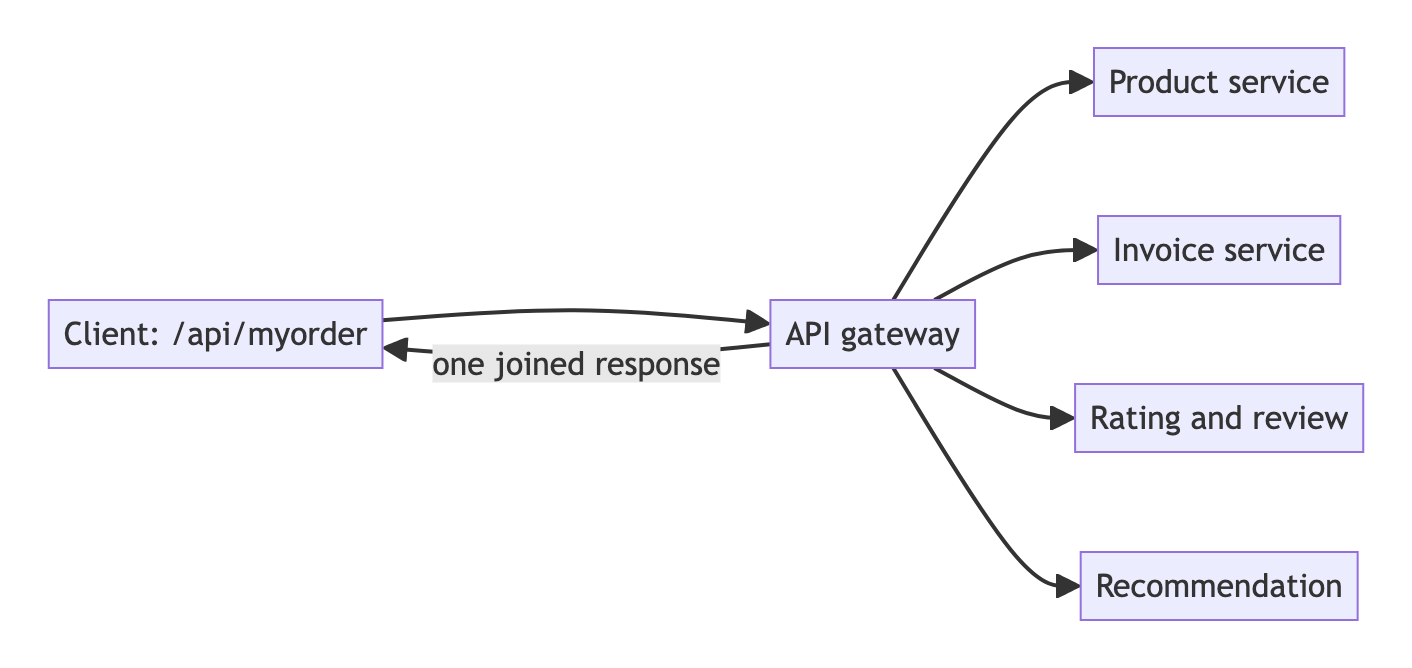 Product service
Invoice service
Client: /api/myorder
API gateway
one joined response
Rating and review
Recommendation